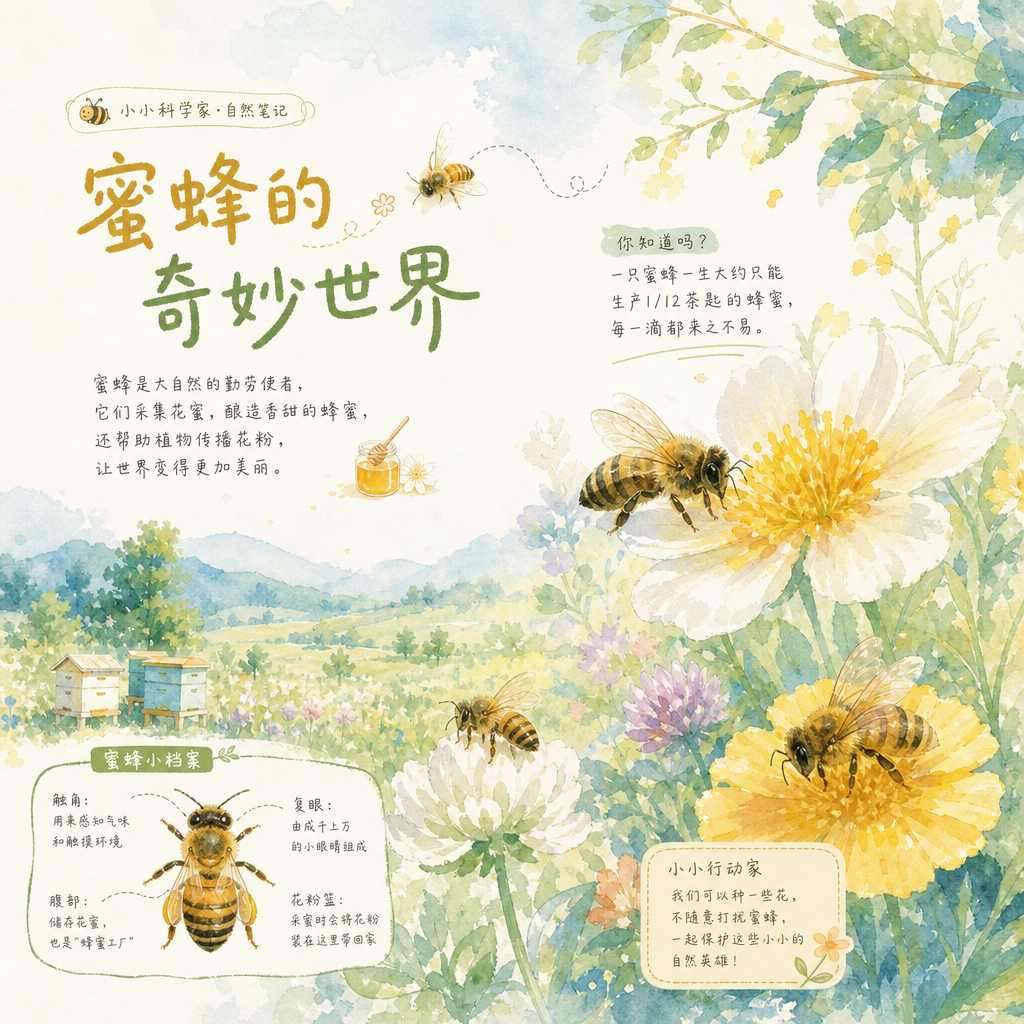 小小科学家·自然笔记
蜜蜂的
奇妙世界
蜜蜂是大自然的勤劳使者，
它们采集花蜜，酿造香甜的蜂蜜，
还帮助植物传播花粉，
让世界变得更加美丽。
你知道吗？
一只蜜蜂一生大约只能
生产1/12茶匙的蜂蜜，
每一滴都来之不易。
蜜蜂小档案
触角：
用来感知气味
和触摸环境
复眼：
由成千上万
的小眼睛组成
腹部：
储存花蜜，
也是“蜂蜜工厂”
花粉篮：
采蜜时会将花粉
装在这里带回家
小小行动家
我们可以种一些花，
不随意打扰蜜蜂，
一起保护这些小小的
自然英雄！